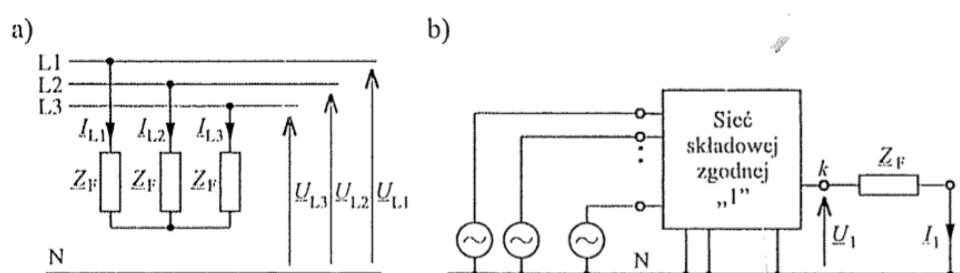 a)
L1
L2
L3
I_L1 I_L2 I_L3
Z_F Z_F Z_F
U_L3 U_L2 U_L1
N
b)
Sieć
składowej
zgodnej
„1”
k
Z_F
U_1
I_1
N